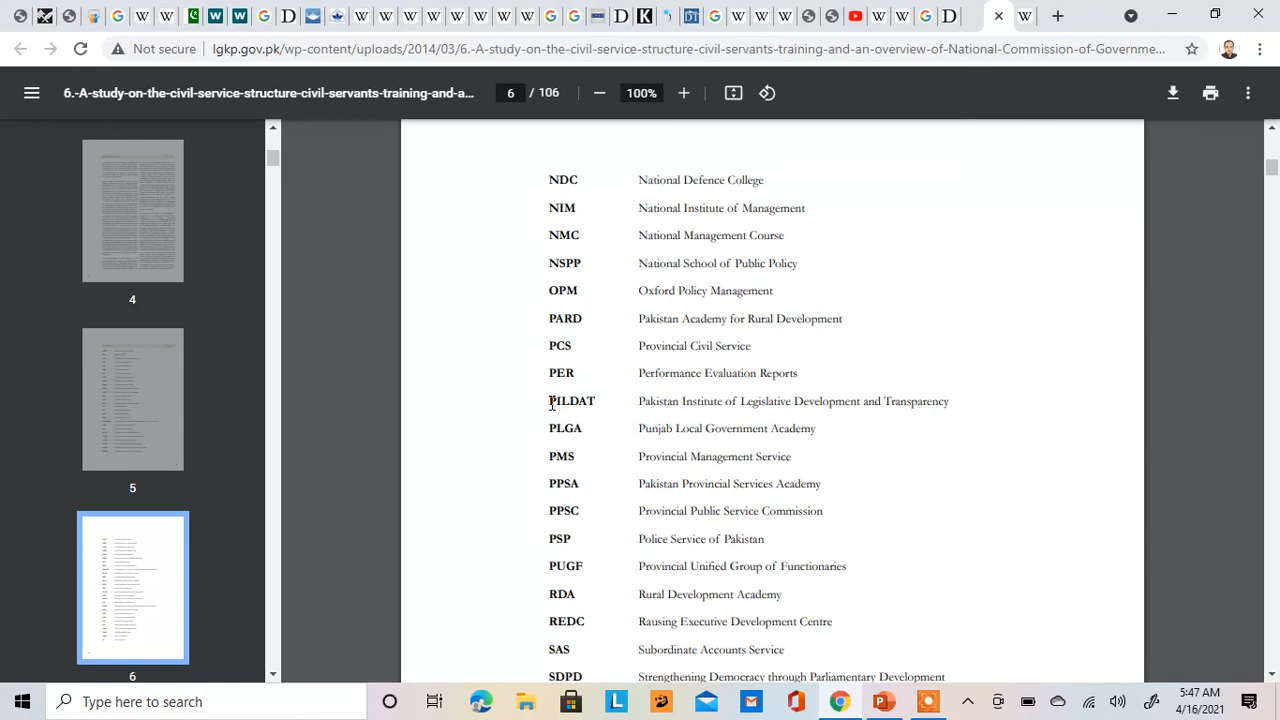 Not secure
lgkp.gov.pk/wp-content/uploads/2014/03/6.-A-study-on-the-civil-service-structure-civil-servants-training-and-an-overview-of-National-Commission-of-Governme...
6.-A-study-on-the-civil-service-structure-civil-servants-training-and-a...
6 / 106
100%
4
5
6
NDC National Defence College
NIM National Institute of Management
NMC National Management Course
NSPP National School of Public Policy
OPM Oxford Policy Management
PARD Pakistan Academy for Rural Development
PCS Provincial Civil Service
PER Performance Evaluation Reports
PILDAT Pakistan Institute of Legislative Development and Transparency
PLGA Punjab Local Government Academy
PMS Provincial Management Service
PPSA Pakistan Provincial Services Academy
PPSC Provincial Public Service Commission
PSP Police Service of Pakistan
PUGF Provincial Unified Group of Functionaries
RDA Rural Development Academy
REDC Rausing Executive Development Centre
SAS Subordinate Accounts Service
SDPD Strengthening Democracy through Parliamentary Development
Type here to search
5:47 AM
4/16/2021